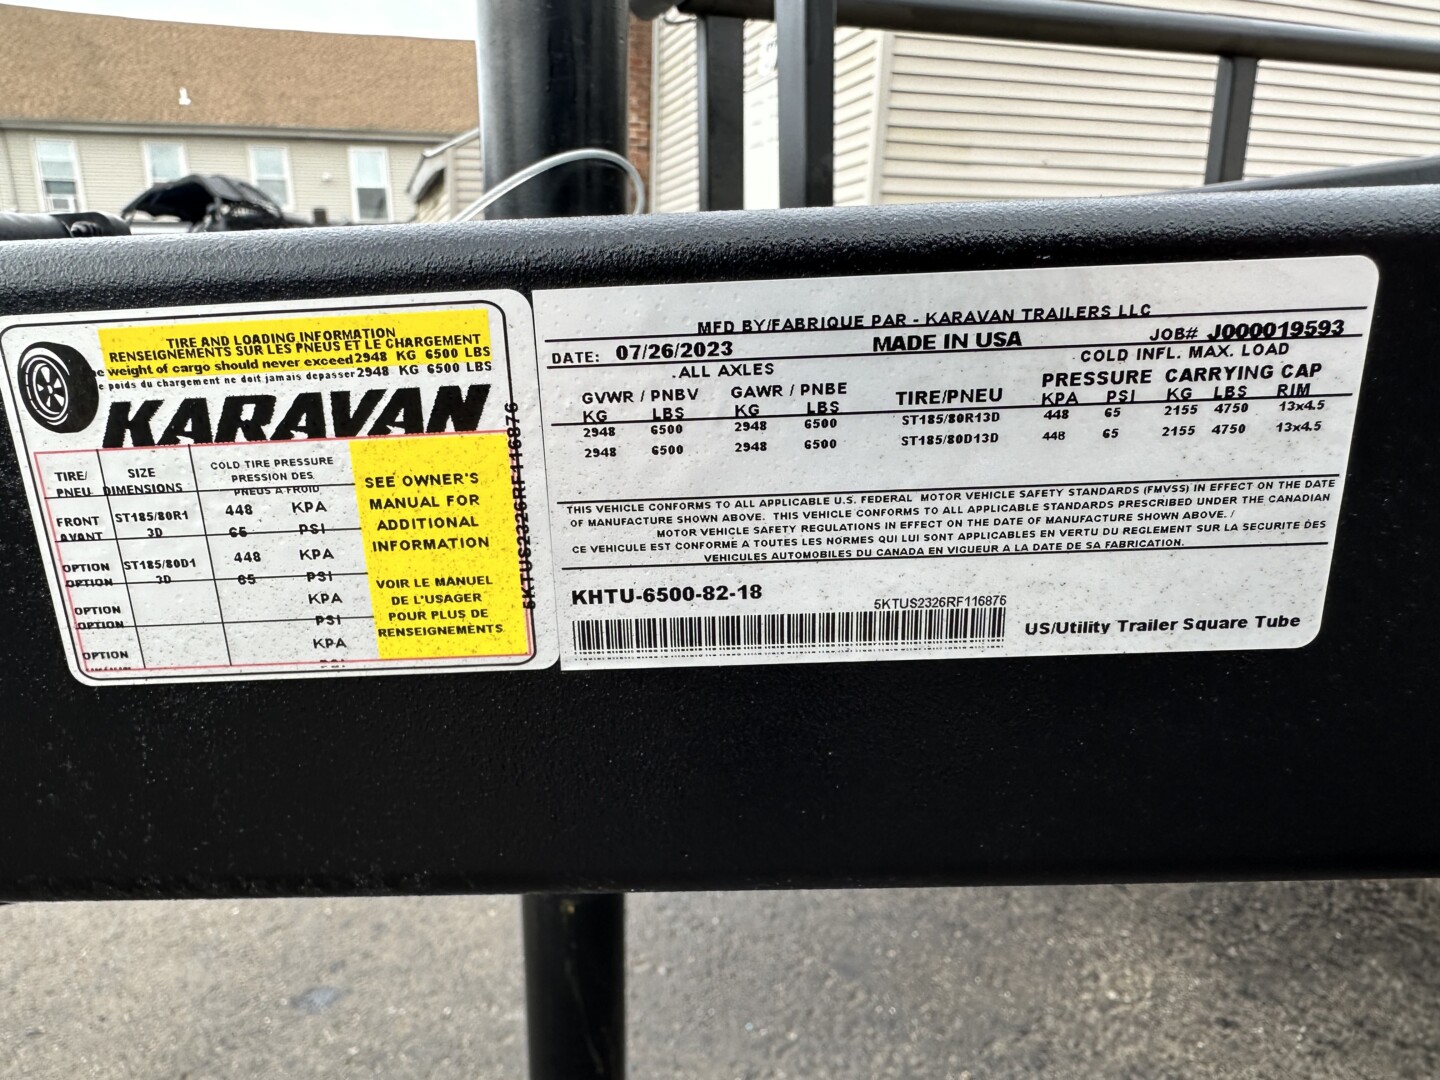 TIRE AND LOADING INFORMATION
RENSEIGNEMENTS SUR LES PNEUS ET LE CHARGEMENT
weight of cargo should never exceed 2948 KG 6500 LBS
poids du chargement ne doit jamais depasser 2948 KG 6500 LBS
KARAVAN
TIRE/ SIZE COLD TIRE PRESSURE
PNEU DIMENSIONS PRESSION DES
PNEUS A FROID
FRONT ST185/80R1 448 KPA
AVANT 3D 65 PSI
OPTION ST185/80D1 448 KPA
OPTION 3D 65 PSI
OPTION KPA
OPTION PSI
OPTION KPA
PSI
SEE OWNER'S
MANUAL FOR
ADDITIONAL
INFORMATION
VOIR LE MANUEL
DE L'USAGER
POUR PLUS DE
RENSEIGNEMENTS
5KTUS2326RF116876
MFD BY/FABRIQUE PAR - KARAVAN TRAILERS LLC
DATE: 07/26/2023 MADE IN USA JOB# J000019593
ALL AXLES COLD INFL. MAX. LOAD
GVWR / PNBV GAWR / PNBE TIRE/PNEU PRESSURE CARRYING CAP
KG LBS KG LBS KPA PSI KG LBS RIM
2948 6500 2948 6500 ST185/80R13D 448 65 2155 4750 13x4.5
2948 6500 2948 6500 ST185/80D13D 448 65 2155 4750 13x4.5
THIS VEHICLE CONFORMS TO ALL APPLICABLE U.S. FEDERAL MOTOR VEHICLE SAFETY STANDARDS (FMVSS) IN EFFECT ON THE DATE
OF MANUFACTURE SHOWN ABOVE. THIS VEHICLE CONFORMS TO ALL APPLICABLE STANDARDS PRESCRIBED UNDER THE CANADIAN
MOTOR VEHICLE SAFETY REGULATIONS IN EFFECT ON THE DATE OF MANUFACTURE SHOWN ABOVE. /
CE VEHICULE EST CONFORME A TOUTES LES NORMES QUI LUI SONT APPLICABLES EN VERTU DU REGLEMENT SUR LA SECURITE DES
VEHICULES AUTOMOBILES DU CANADA EN VIGUEUR A LA DATE DE SA FABRICATION.
KHTU-6500-82-18
5KTUS2326RF116876
US/Utility Trailer Square Tube